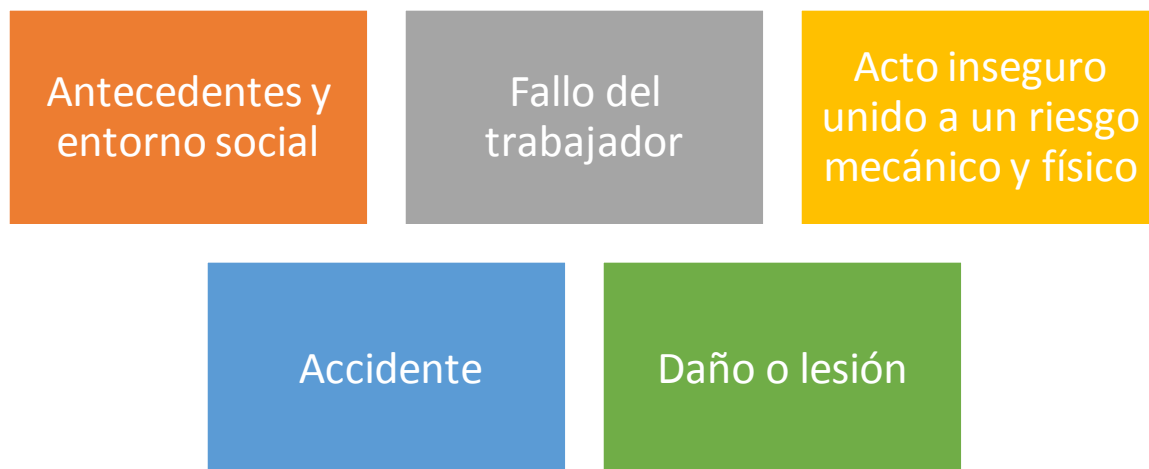 Antecedentes y
entorno social
Fallo del
trabajador
Acto inseguro
unido a un riesgo
mecánico y físico
Accidente
Daño o lesión